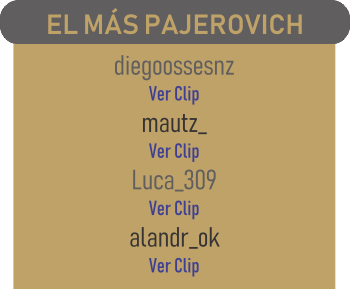 EL MÁS PAJEROVICH
diegoossesnz
Ver Clip
mautz_
Ver Clip
Luca_309
Ver Clip
alandr_ok
Ver Clip